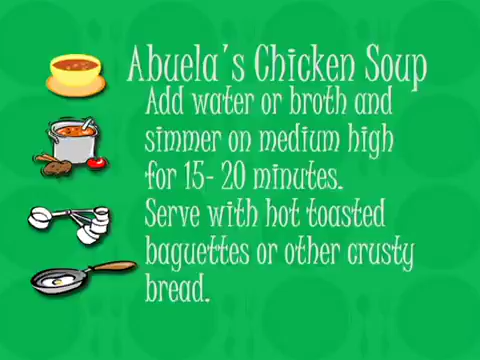 Abuela's Chicken Soup
Add water or broth and
simmer on medium high
for 15- 20 minutes.
Serve with hot toasted
baguettes or other crusty
bread.